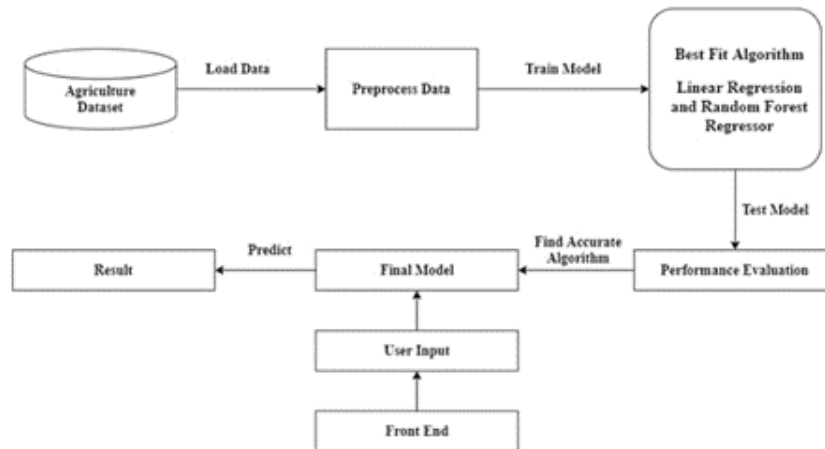 Agriculture
Dataset
Load Data
Preprocess Data
Train Model
Best Fit Algorithm
Linear Regression
and Random Forest
Regressor
Test Model
Performance Evaluation
Find Accurate
Algorithm
Final Model
Predict
Result
User Input
Front End